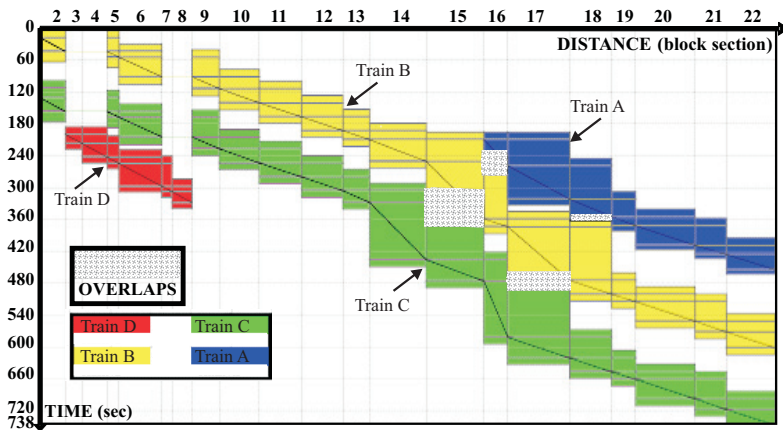 2 3 4 5 6 7 8 9 10 11 12 13 14 15 16 17 18 19 20 21 22
0
DISTANCE (block section)
60
Train B
120
Train A
180
240
Train D
300
360
420
OVERLAPS
480
Train C
540
Train D Train C
600
Train B Train A
660
720
738
TIME (sec)